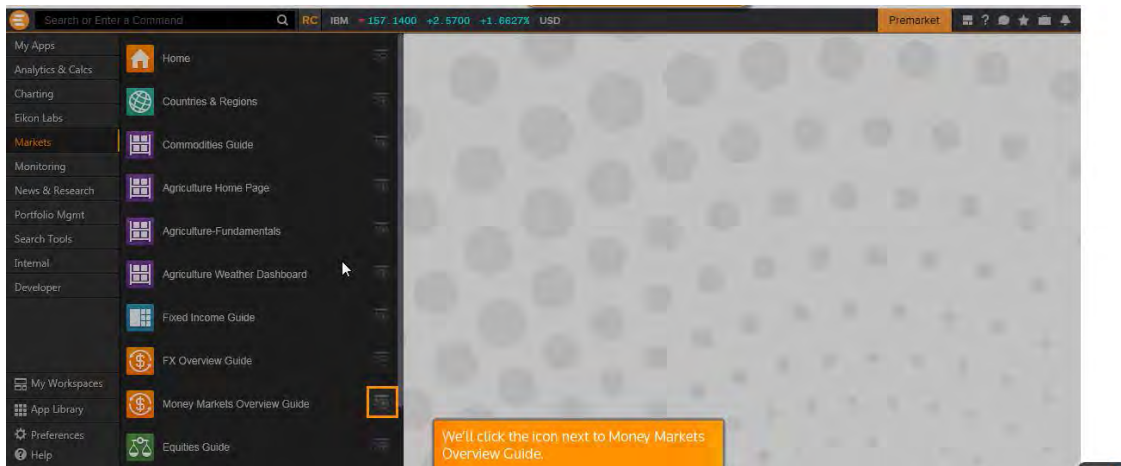 Search or Enter a Command RC IBM 157.1400 +2.5700 +1.6627% USD Premarket ?
My Apps
Analytics & Calcs
Charting
Eikon Labs
Markets
Monitoring
News & Research
Portfolio Mgmt
Search Tools
Internal
Developer
My Workspaces
App Library
Preferences
Help
Home
Countries & Regions
Commodities Guide
Agriculture Home Page
Agriculture-Fundamentals
Agriculture Weather Dashboard
Fixed Income Guide
FX Overview Guide
Money Markets Overview Guide
Equities Guide
We'll click the icon next to Money Markets
Overview Guide.